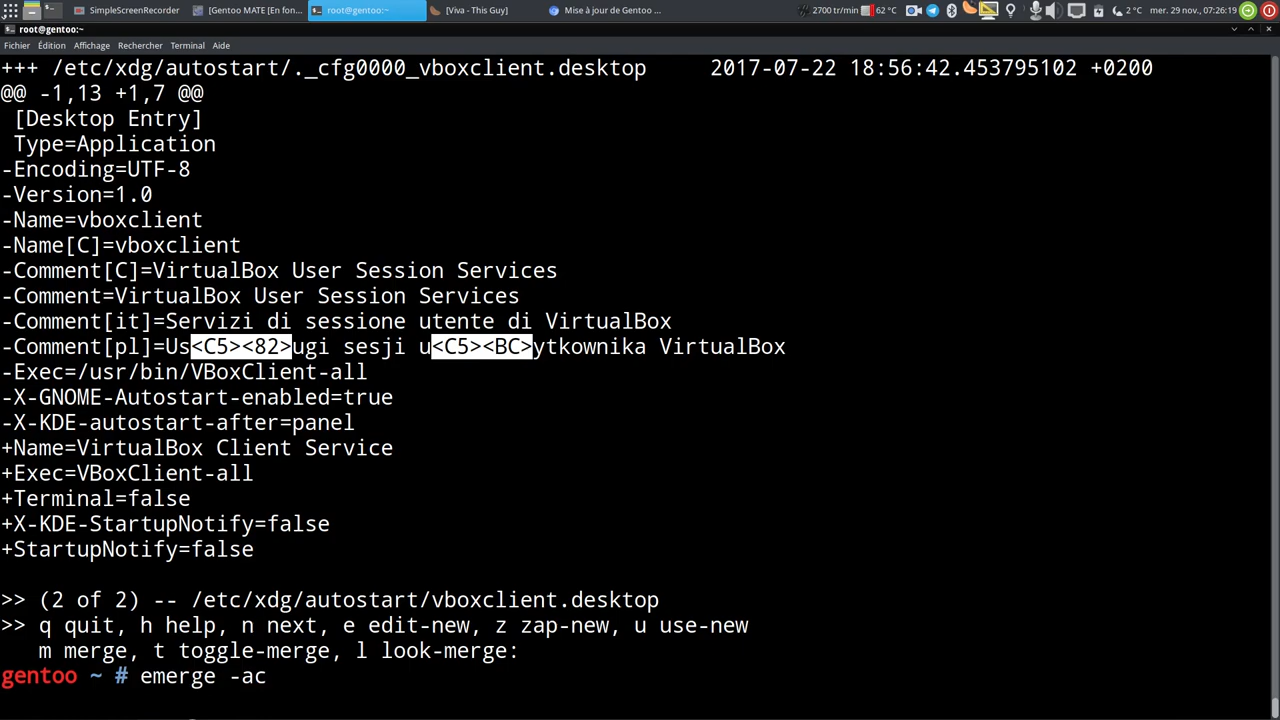 SimpleScreenRecorder
[Gentoo MATE [En fon...
root@gentoo:~
[Viva - This Guy]
Mise à jour de Gentoo ...
2700 tr/min
62 °C
2 °C
mer. 29 nov., 07:26:19
root@gentoo:~
Fichier Édition Affichage Rechercher Terminal Aide
+++ /etc/xdg/autostart/._cfg0000_vboxclient.desktop 2017-07-22 18:56:42.453795102 +0200
@@ -1,13 +1,7 @@
[Desktop Entry]
Type=Application
-Encoding=UTF-8
-Version=1.0
-Name=vboxclient
-Name[C]=vboxclient
-Comment[C]=VirtualBox User Session Services
-Comment=VirtualBox User Session Services
-Comment[it]=Servizi di sessione utente di VirtualBox
-Comment[pl]=Us<C5><82>ugi sesji u<C5><BC>ytkownika VirtualBox
-Exec=/usr/bin/VBoxClient-all
-X-GNOME-Autostart-enabled=true
-X-KDE-autostart-after=panel
+Name=VirtualBox Client Service
+Exec=VBoxClient-all
+Terminal=false
+X-KDE-StartupNotify=false
+StartupNotify=false
>> (2 of 2) -- /etc/xdg/autostart/vboxclient.desktop
>> q quit, h help, n next, e edit-new, z zap-new, u use-new
m merge, t toggle-merge, l look-merge:
gentoo ~ # emerge -ac